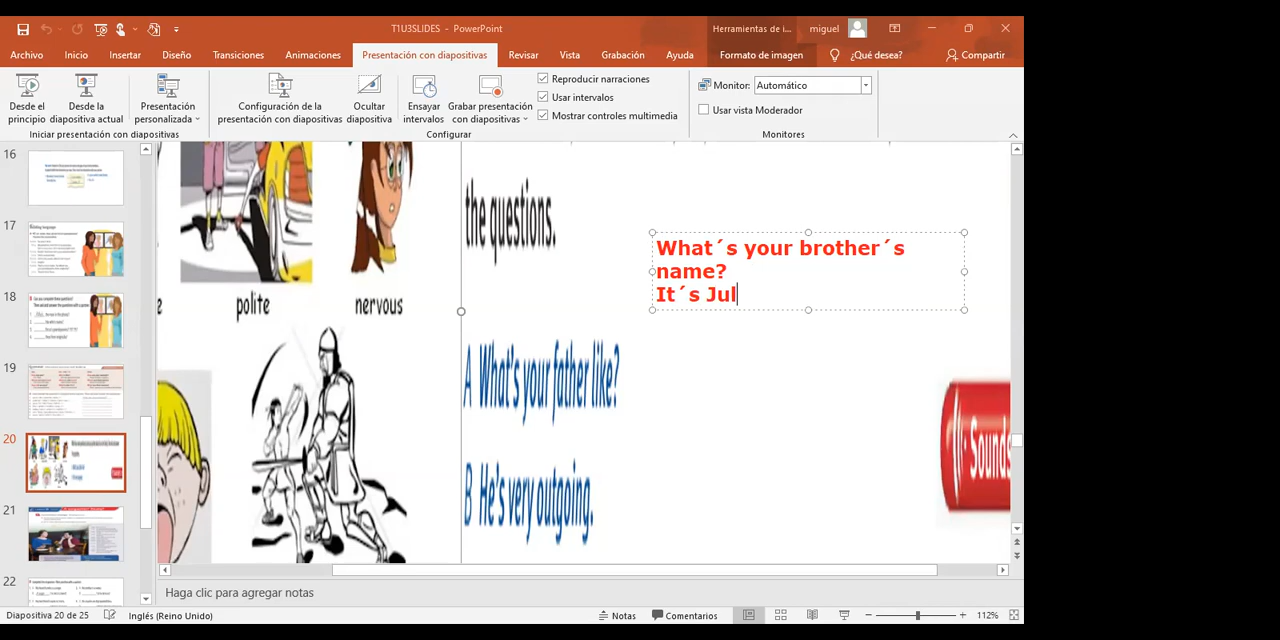 T1U3SLIDES - PowerPoint
Herramientas de i...
miguel
Archivo Inicio Insertar Diseño Transiciones Animaciones Presentación con diapositivas Revisar Vista Grabación Ayuda Formato de imagen ¿Qué desea? Compartir
Desde el principio
Desde la diapositiva actual
Presentación personalizada
Iniciar presentación con diapositivas
Configuración de la presentación con diapositivas
Ocultar diapositiva
Ensayar intervalos
Grabar presentación con diapositivas
Reproducir narraciones
Usar intervalos
Mostrar controles multimedia
Configurar
Monitor: Automático
Usar vista Moderador
Monitores
16
17
18
19
20
21
22
polite
nervous
the questions.
What´s your brother´s
name?
It´s Jul
A What's your father like?
B He's very outgoing.
Sounds
Haga clic para agregar notas
Diapositiva 20 de 25 Inglés (Reino Unido) Notas Comentarios 112%